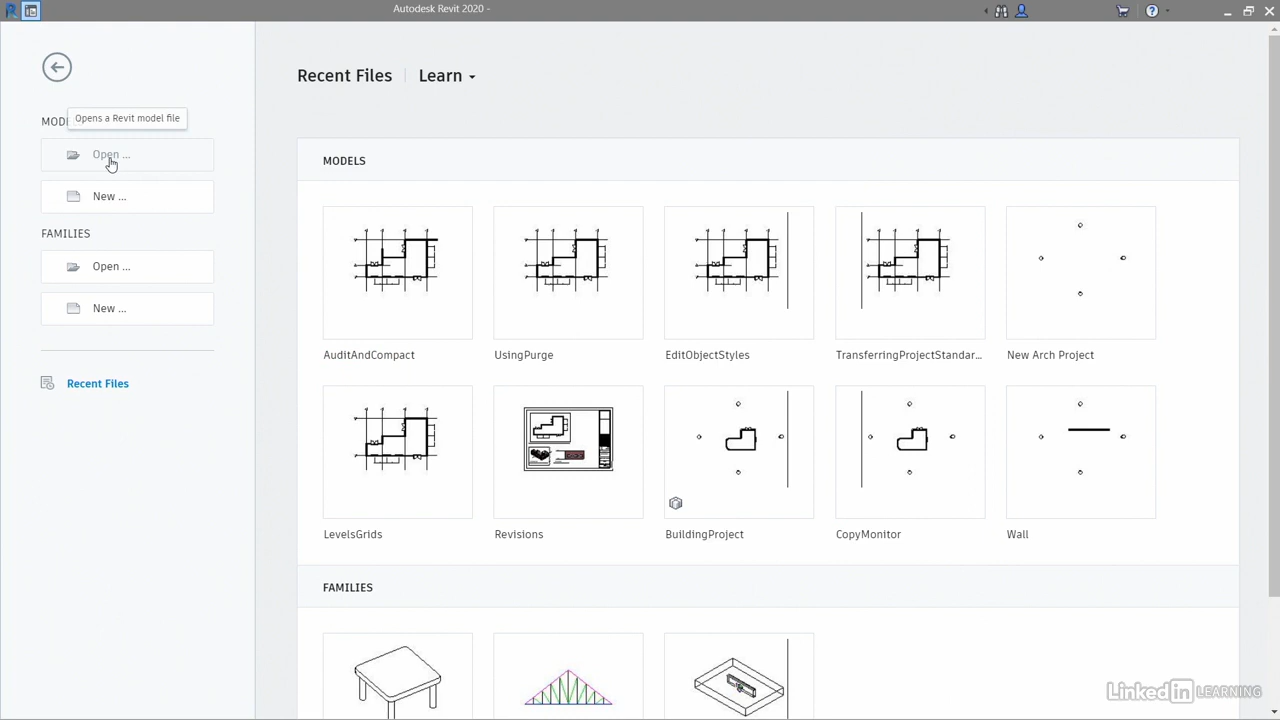 Autodesk Revit 2020 -
Recent Files
Learn
Opens a Revit model file
Open ...
New ...
FAMILIES
Open ...
New ...
Recent Files
MODELS
AuditAndCompact
UsingPurge
EditObjectStyles
TransferringProjectStandar...
New Arch Project
LevelsGrids
Revisions
BuildingProject
CopyMonitor
Wall
FAMILIES
LinkedIn LEARNING